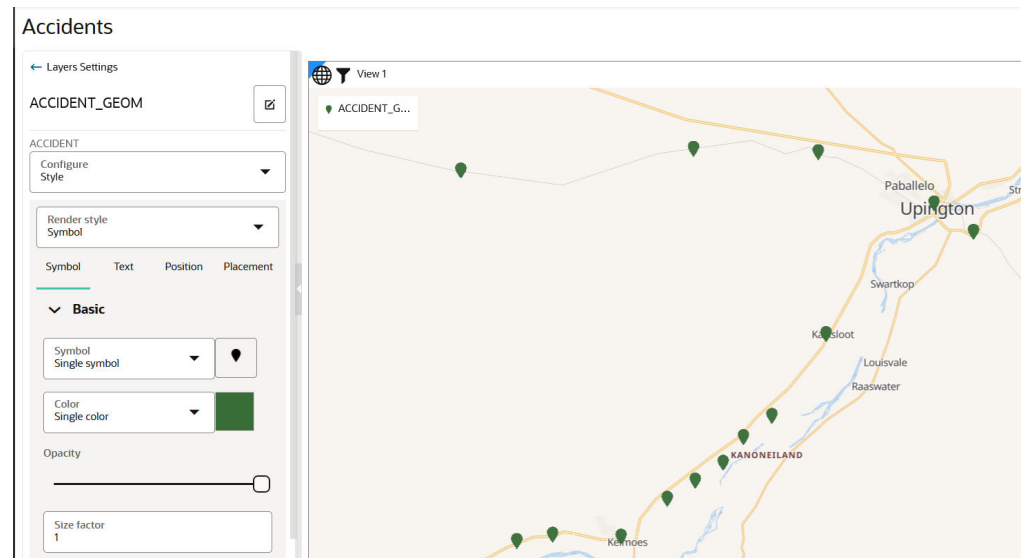 Accidents
← Layers Settings
ACCIDENT_GEOM
ACCIDENT
Configure
Style
Render style
Symbol
Symbol Text Position Placement
Basic
Symbol
Single symbol
Color
Single color
Opacity
Size factor
1
View 1
ACCIDENT_G...
Paballelo
Upington
Str
Swartkop
Louisvale
Raaswater
KANONEILAND